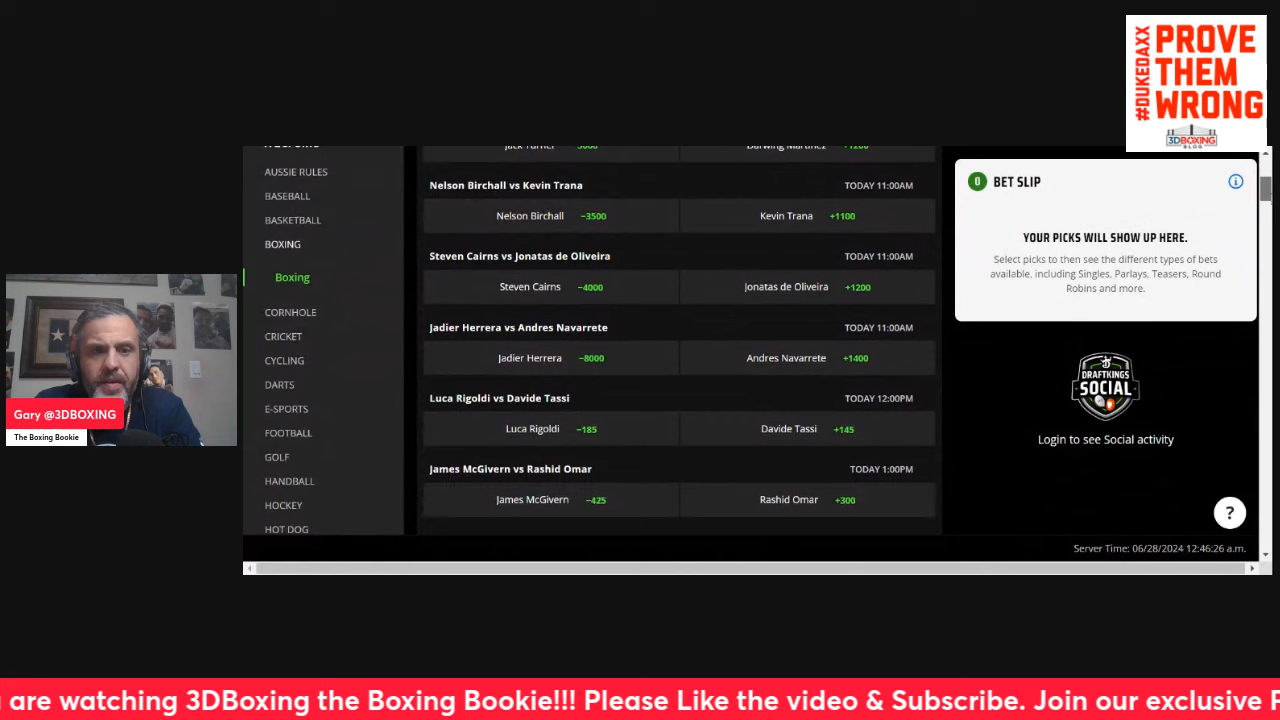 #DUKEDAXX
PROVE
THEM
WRONG
3DBOXING
BLOG
AUSSIE RULES
BASEBALL
BASKETBALL
BOXING
Boxing
CORNHOLE
CRICKET
CYCLING
DARTS
E-SPORTS
FOOTBALL
GOLF
HANDBALL
HOCKEY
HOT DOG
Nelson Birchall vs Kevin Trana TODAY 11:00AM
Nelson Birchall −3500 Kevin Trana +1100
Steven Cairns vs Jonatas de Oliveira TODAY 11:00AM
Steven Cairns −4000 Jonatas de Oliveira +1200
Jadier Herrera vs Andres Navarrete TODAY 11:00AM
Jadier Herrera −8000 Andres Navarrete +1400
Luca Rigoldi vs Davide Tassi TODAY 12:00PM
Luca Rigoldi −185 Davide Tassi +145
James McGivern vs Rashid Omar TODAY 1:00PM
James McGivern −425 Rashid Omar +300
0 BET SLIP
YOUR PICKS WILL SHOW UP HERE.
Select picks to then see the different types of bets
available, including Singles, Parlays, Teasers, Round
Robins and more.
DRAFTKINGS
SOCIAL
Login to see Social activity
?
Server Time: 06/28/2024 12:46:26 a.m.
Gary @3DBOXING
The Boxing Bookie
are watching 3DBoxing the Boxing Bookie!!! Please Like the video & Subscribe. Join our exclusive